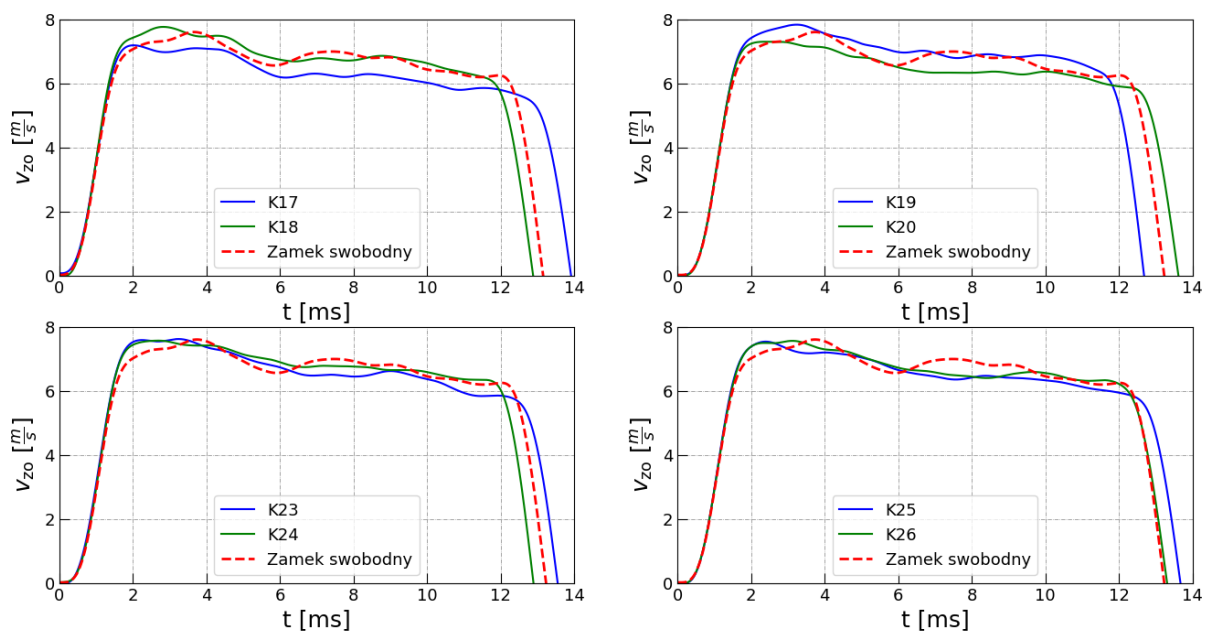 8
6
4
2
0
v_zo [m/s]
K17
K18
Zamek swobodny
0 2 4 6 8 10 12 14
t [ms]
8
6
4
2
0
v_zo [m/s]
K19
K20
Zamek swobodny
0 2 4 6 8 10 12 14
t [ms]
8
6
4
2
0
v_zo [m/s]
K23
K24
Zamek swobodny
0 2 4 6 8 10 12 14
t [ms]
8
6
4
2
0
v_zo [m/s]
K25
K26
Zamek swobodny
0 2 4 6 8 10 12 14
t [ms]